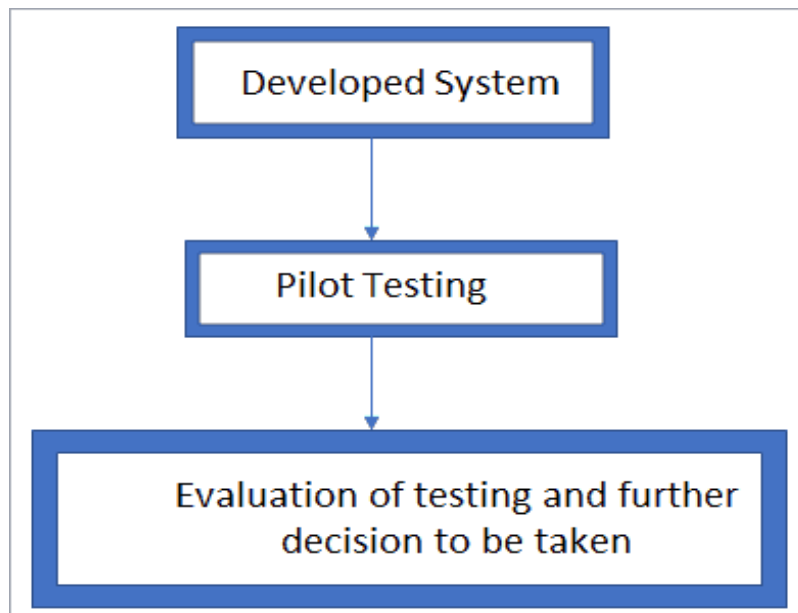 Developed System
Pilot Testing
Evaluation of testing and further
decision to be taken